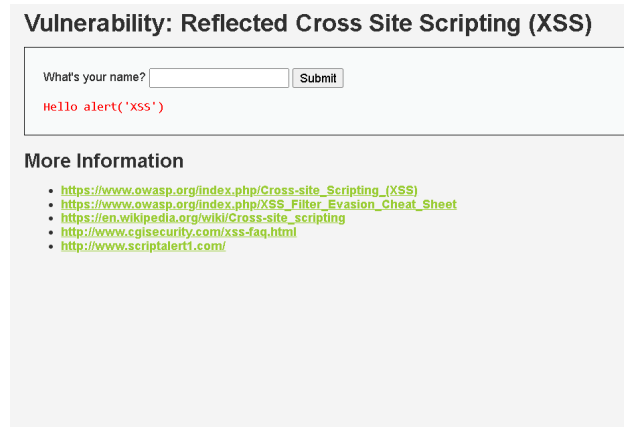 Vulnerability: Reflected Cross Site Scripting (XSS)
What's your name? Submit
Hello alert('XSS')
More Information
https://www.owasp.org/index.php/Cross-site_Scripting_(XSS)
https://www.owasp.org/index.php/XSS_Filter_Evasion_Cheat_Sheet
https://en.wikipedia.org/wiki/Cross-site_scripting
http://www.cgisecurity.com/xss-faq.html
http://www.scriptalert1.com/